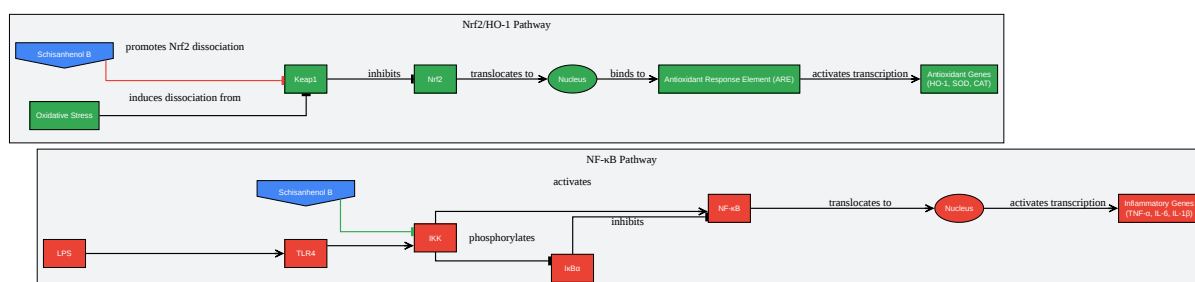 Nrf2/HO-1 Pathway
Schisanhenol B
promotes Nrf2 dissociation
Keap1
inhibits
Nrf2
translocates to
Nucleus
binds to
Antioxidant Response Element (ARE)
activates transcription
Antioxidant Genes
(HO-1, SOD, CAT)
induces dissociation from
Oxidative Stress
NF-κB Pathway
Schisanhenol B
activates
NF-κB
translocates to
Nucleus
activates transcription
Inflammatory Genes
(TNF-α, IL-6, IL-1β)
inhibits
IKK
phosphorylates
LPS
TLR4
IκBα